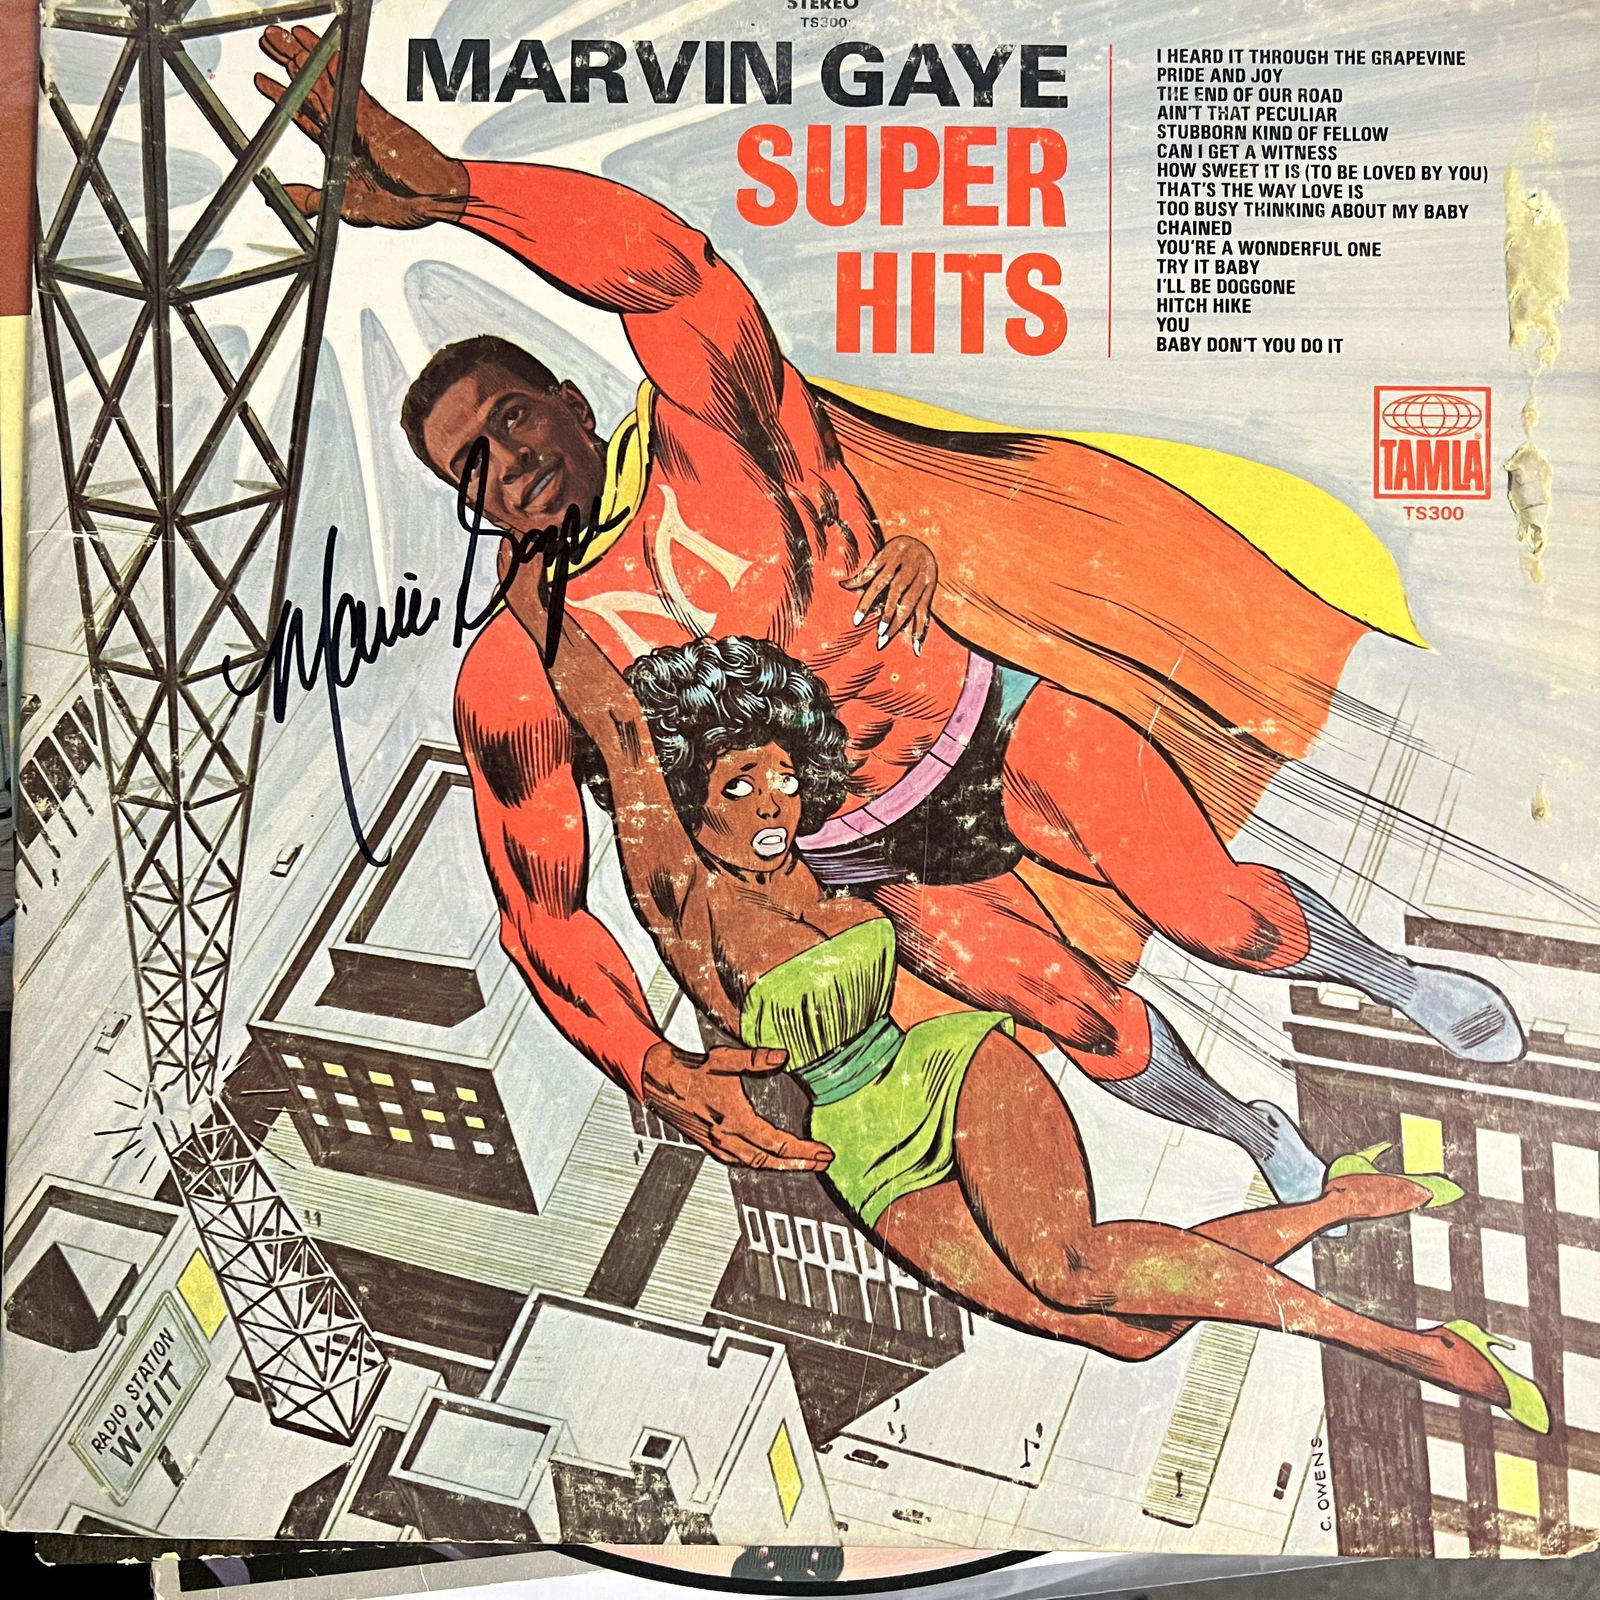 STEREO
TS300
MARVIN GAYE
SUPER
HITS
I HEARD IT THROUGH THE GRAPEVINE
PRIDE AND JOY
THE END OF OUR ROAD
AIN'T THAT PECULIAR
STUBBORN KIND OF FELLOW
CAN I GET A WITNESS
HOW SWEET IT IS (TO BE LOVED BY YOU)
THAT'S THE WAY LOVE IS
TOO BUSY THINKING ABOUT MY BABY
CHAINED
YOU'RE A WONDERFUL ONE
TRY IT BABY
I'LL BE DOGGONE
HITCH HIKE
YOU
BABY DON'T YOU DO IT
TAMLA
TS300
M
Marvin Gaye
RADIO STATION
W-HIT
C. OWENS